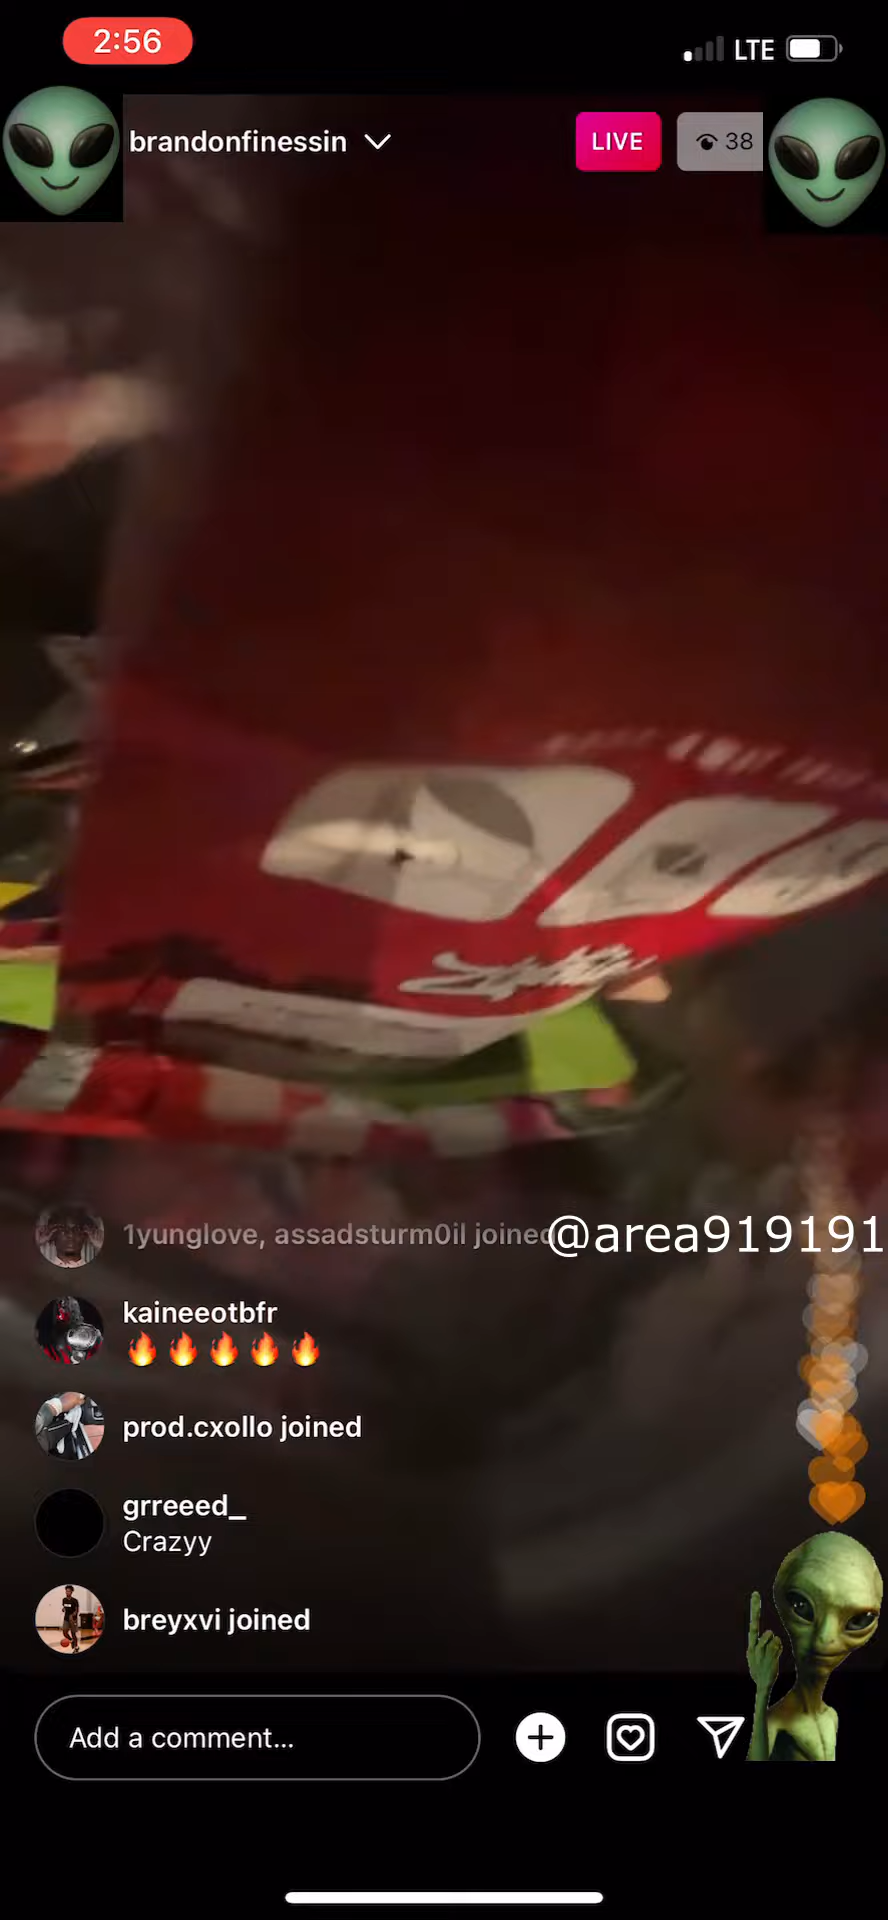 2:56
LTE
brandonfinessin
LIVE
38
1yunglove, assadsturm0il joined
@area919191
kaineeotbfr
🔥🔥🔥🔥🔥
prod.cxollo joined
grreeed_
Crazyy
breyxvi joined
Add a comment...